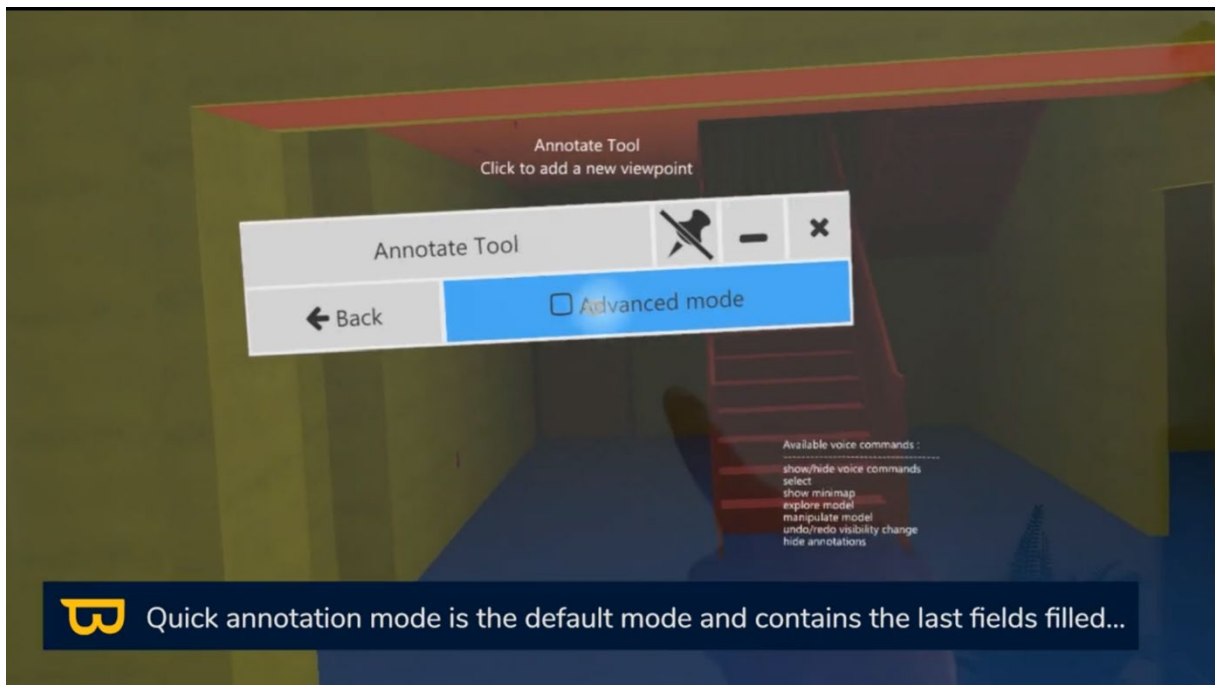 Annotate Tool
Click to add a new viewpoint
Annotate Tool
Back
Advanced mode
Available voice commands :
--------------------------------------
show/hide voice commands
select
show minimap
explore model
manipulate model
undo/redo visibility change
hide annotations
Quick annotation mode is the default mode and contains the last fields filled...